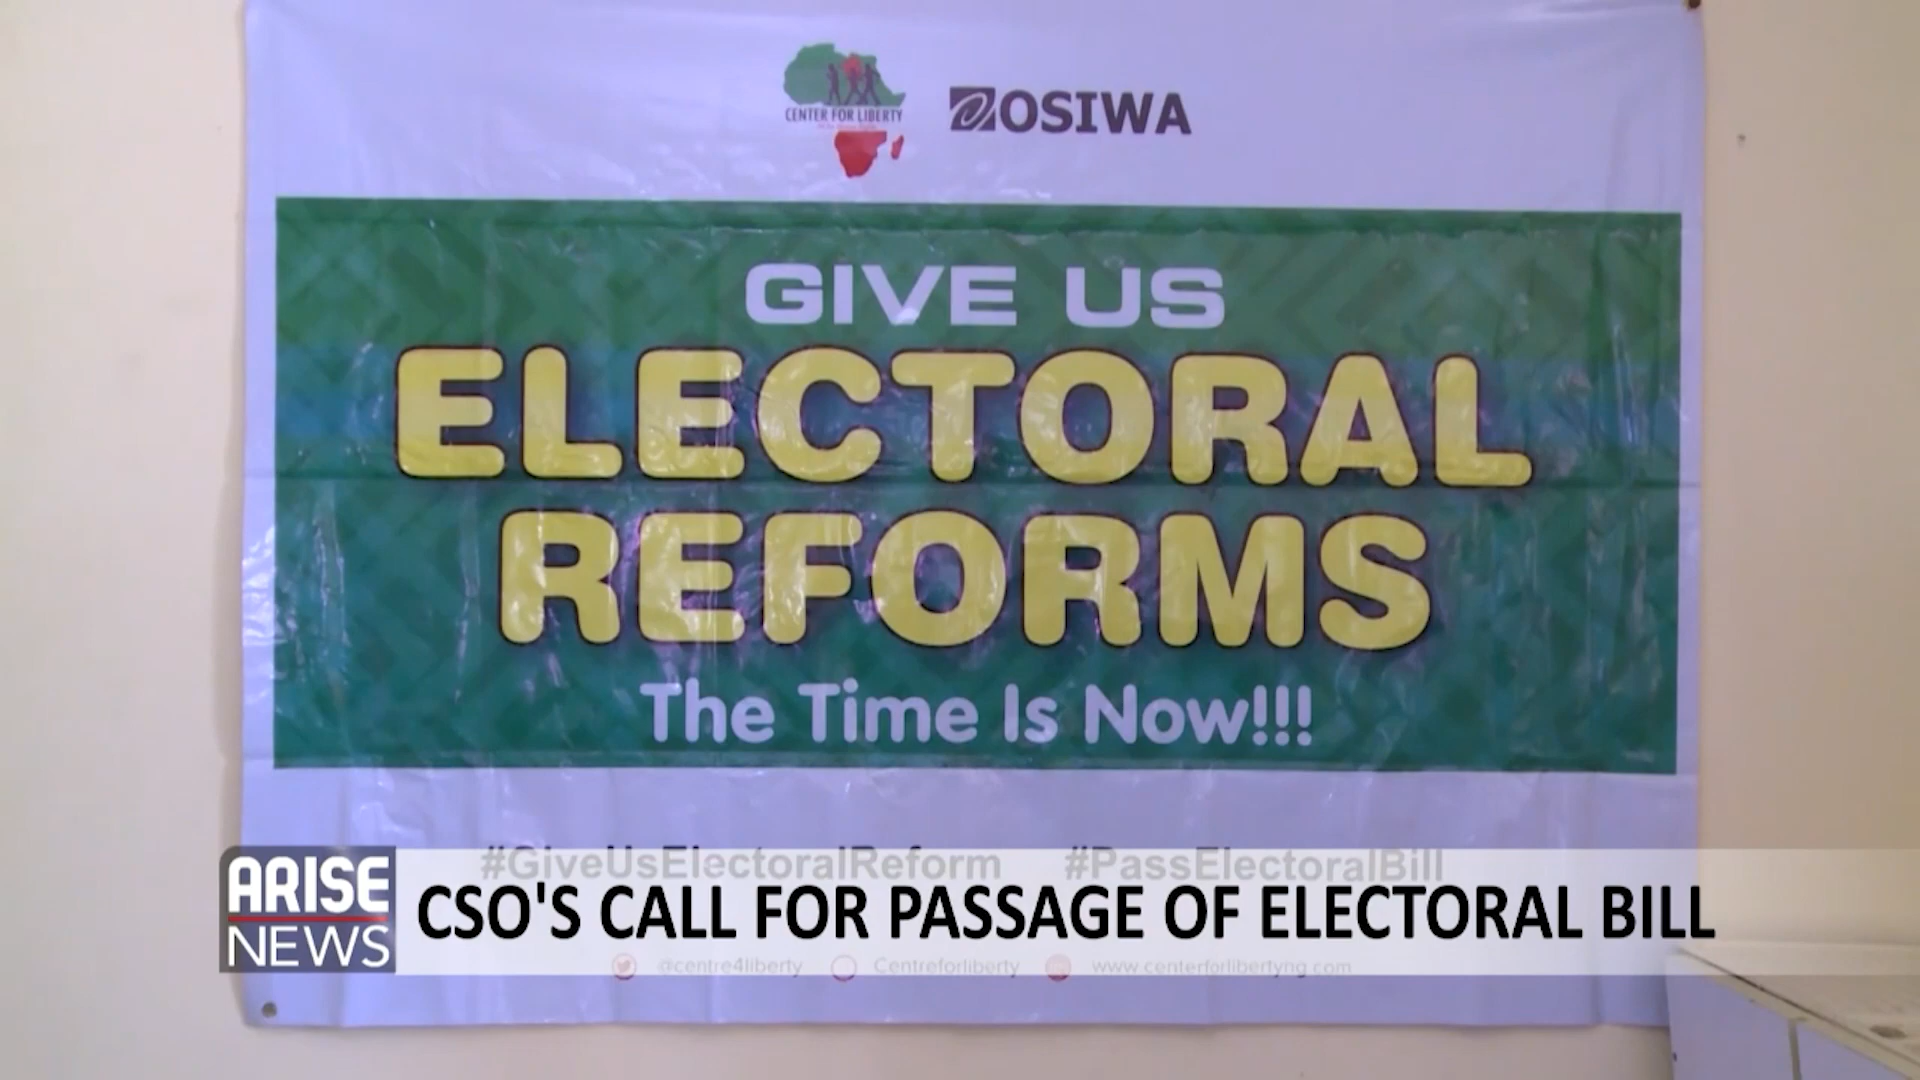 CENTER FOR LIBERTY
OSIWA
GIVE US
ELECTORAL
REFORMS
The Time Is Now!!!
#GiveUsElectoralReform #PassElectoralBill
ARISE
NEWS
CSO'S CALL FOR PASSAGE OF ELECTORAL BILL
@centre4liberty Centreforliberty www.centerforlibertyng.com